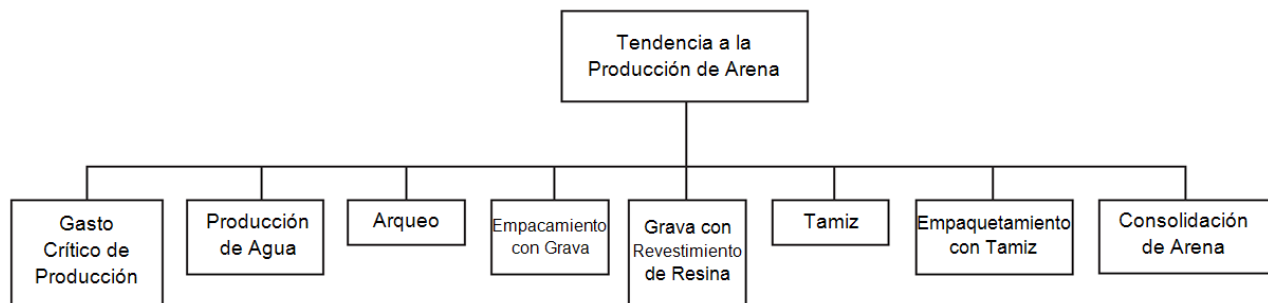 Tendencia a la
Producción de Arena
Gasto
Crítico de
Producción
Producción
de Agua
Arqueo
Empacamiento
con Grava
Grava con
Revestimiento
de Resina
Tamiz
Empaquetamiento
con Tamiz
Consolidación
de Arena